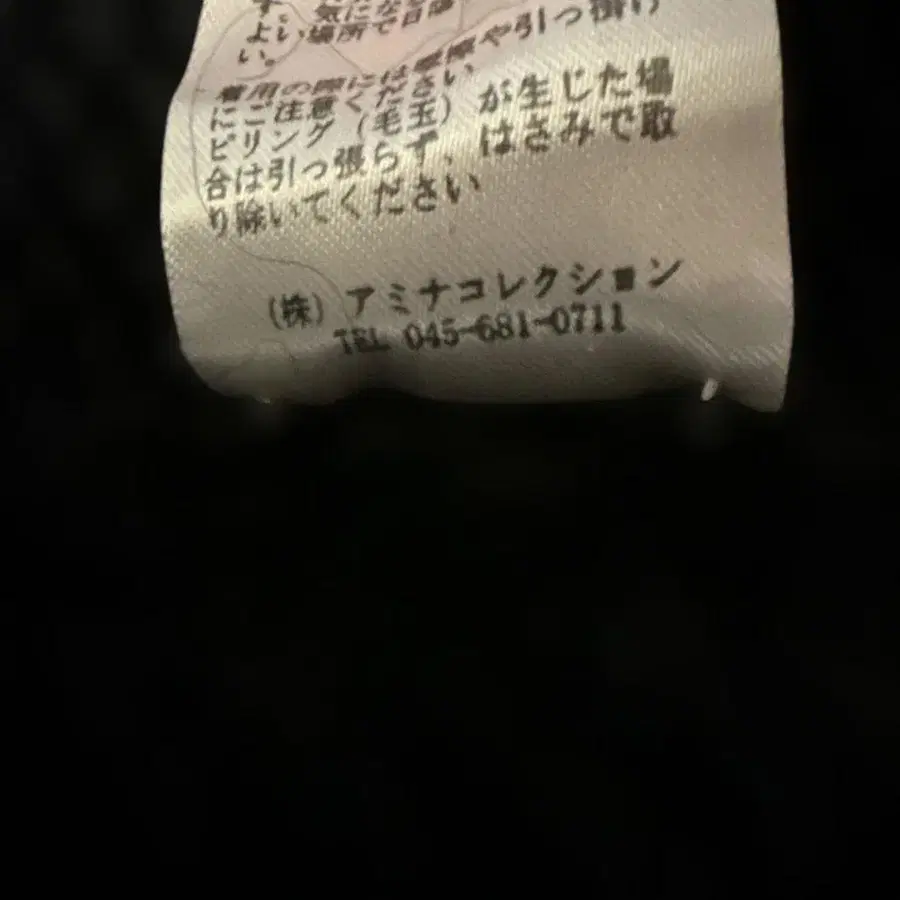 す。気になる
よい場所で日陰
い。
着用の際には摩擦や引っ掛け
にご注意ください
ピリング(毛玉)が生じた場
合は引っ張らず、はさみで取
り除いてください
(株)アミナコレクション
TEL 045-681-0711